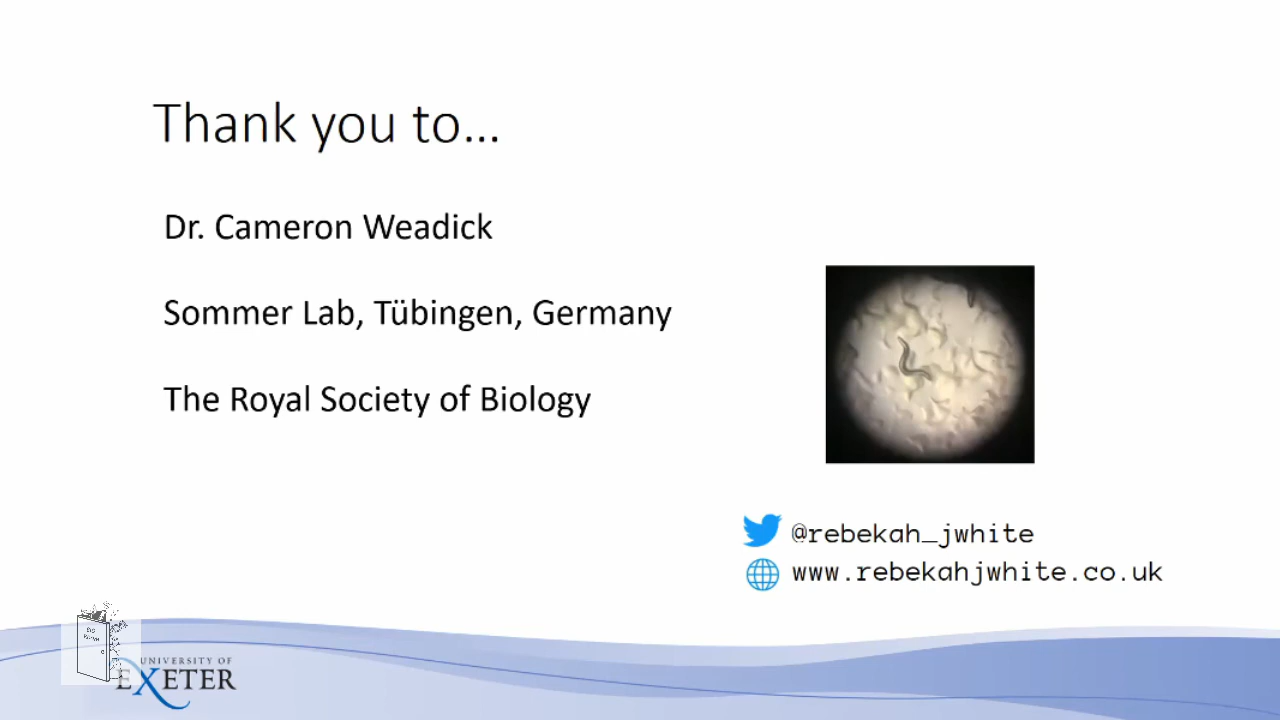 Thank you to...
Dr. Cameron Weadick
Sommer Lab, Tübingen, Germany
The Royal Society of Biology
@rebekah_jwhite
www.rebekahjwhite.co.uk
UNIVERSITY OF
EXETER